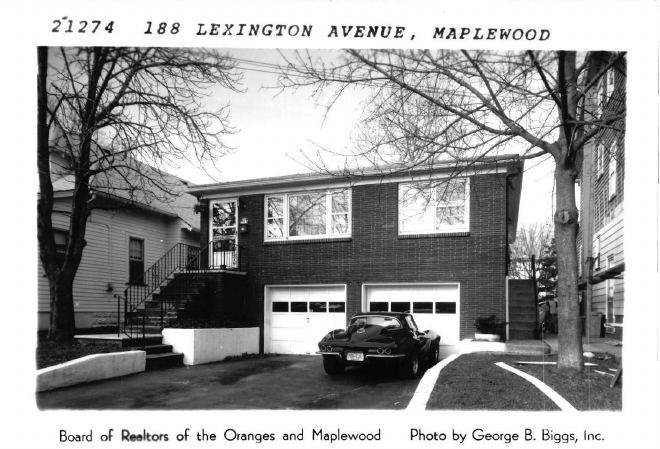 21274 188 LEXINGTON AVENUE, MAPLEWOOD
Board of Realtors of the Oranges and Maplewood Photo by George B. Biggs, Inc.